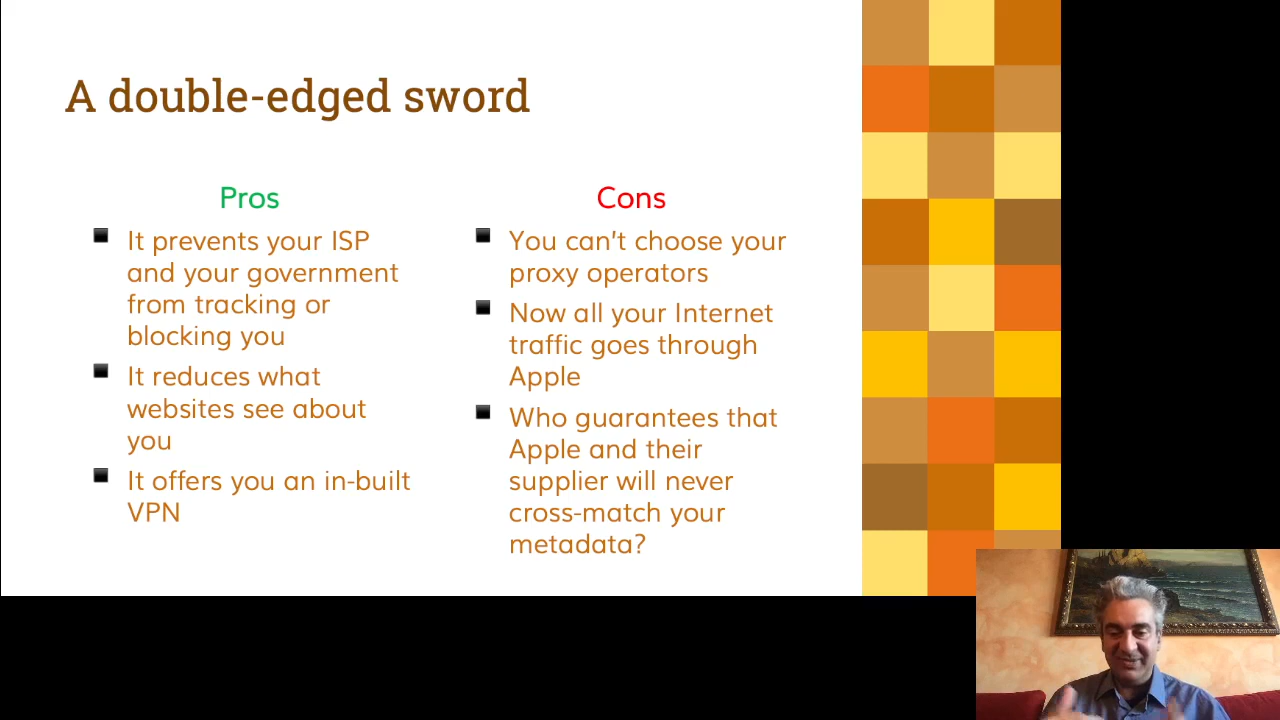 A double-edged sword
Pros
It prevents your ISP
and your government
from tracking or
blocking you
It reduces what
websites see about
you
It offers you an in-built
VPN
Cons
You can't choose your
proxy operators
Now all your Internet
traffic goes through
Apple
Who guarantees that
Apple and their
supplier will never
cross-match your
metadata?